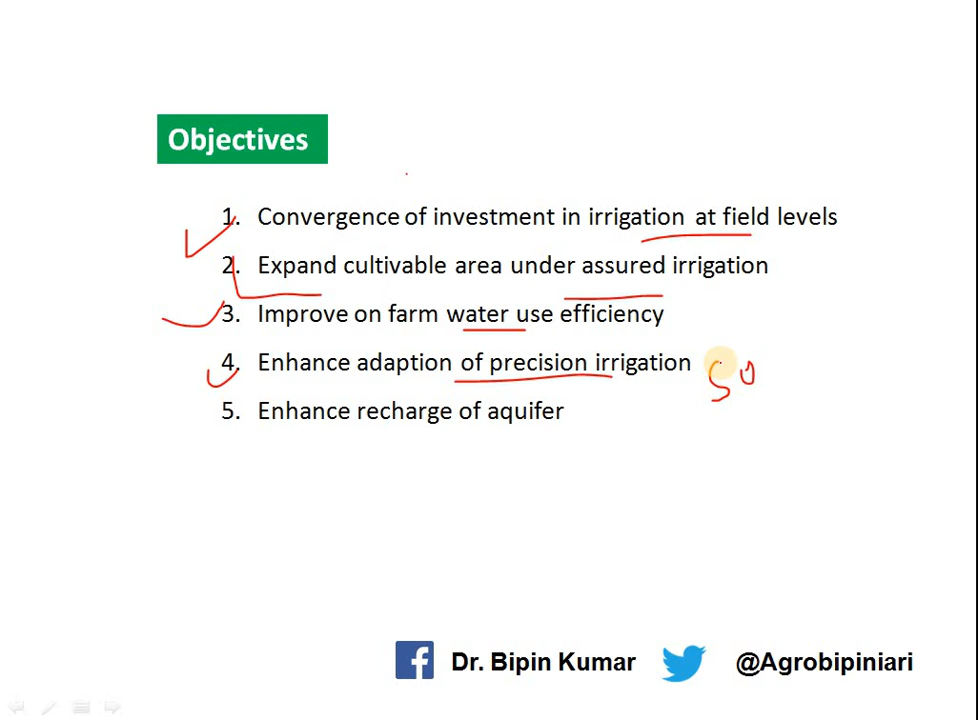 Objectives
1. Convergence of investment in irrigation at field levels
2. Expand cultivable area under assured irrigation
3. Improve on farm water use efficiency
4. Enhance adaption of precision irrigation
5. Enhance recharge of aquifer
Dr. Bipin Kumar @Agrobipiniari